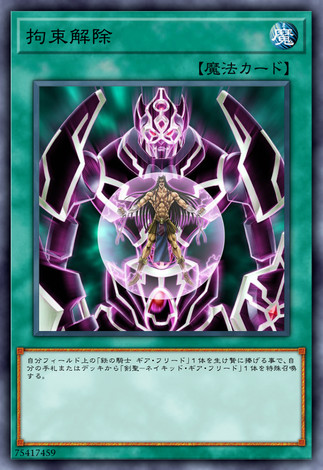 拘束解除
魔
【魔法カード】
自分フィールド上の「鉄の騎士 ギア・フリード」１体を生け贄に捧げる事で、自
分の手札またはデッキから「剣聖－ネイキッド・ギア・フリード」１体を特殊召喚
する。
75417459